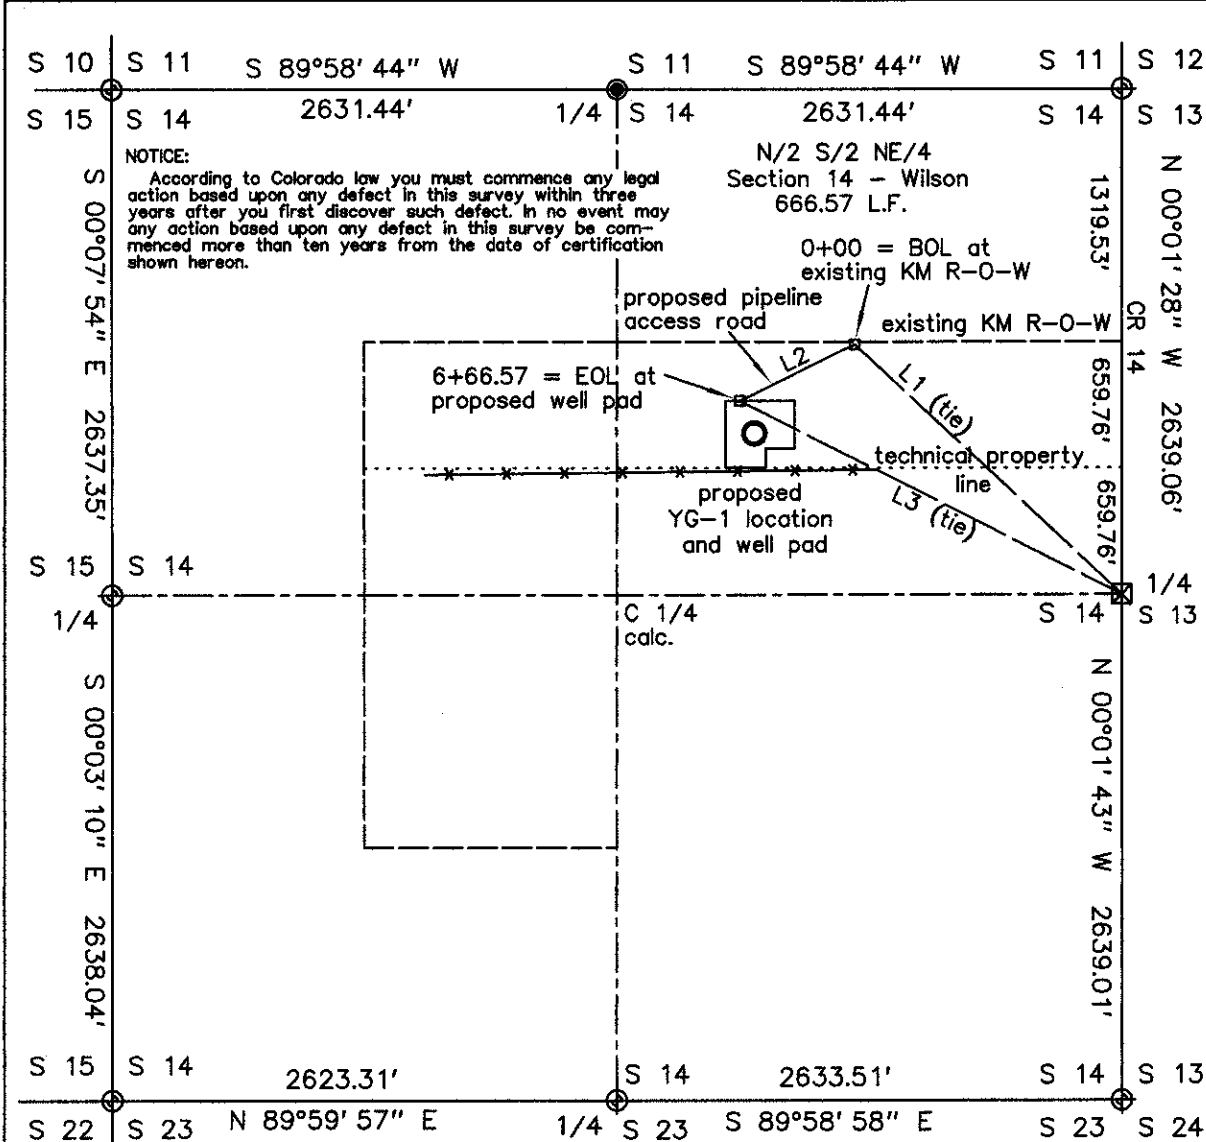 S 10
S 11
S 89°58'44" W
S 11
S 89°58'44" W
S 11
S 12
S 15
S 14
2631.44'
1/4
S 14
2631.44'
S 14
S 13
NOTICE:
According to Colorado law you must commence any legal
action based upon any defect in this survey within three
years after you first discover such defect. In no event may
any action based upon any defect in this survey be com-
menced more than ten years from the date of certification
shown hereon.
N/2 S/2 NE/4
Section 14 - Wilson
666.57 L.F.
0+00 = BOL at
existing KM R-O-W
proposed pipeline
access road
existing KM R-O-W
6+66.57 = EOL at
proposed well pad
L2
L1 (tie)
technical property
line
L3 (tie)
proposed
YG-1 location
and well pad
S 00°07'54" E 2637.35'
1319.53'
CR 14
659.76'
659.76'
N 00°01'28" W 2639.06'
S 15
S 14
1/4
C 1/4
calc.
S 14
1/4
S 13
S 00°03'10" E 2638.04'
N 00°01'43" W 2639.01'
S 15
S 14
2623.31'
S 14
2633.51'
S 14
S 13
S 22
S 23
N 89°59'57" E
1/4
S 23
S 89°58'58" E
S 23
S 24